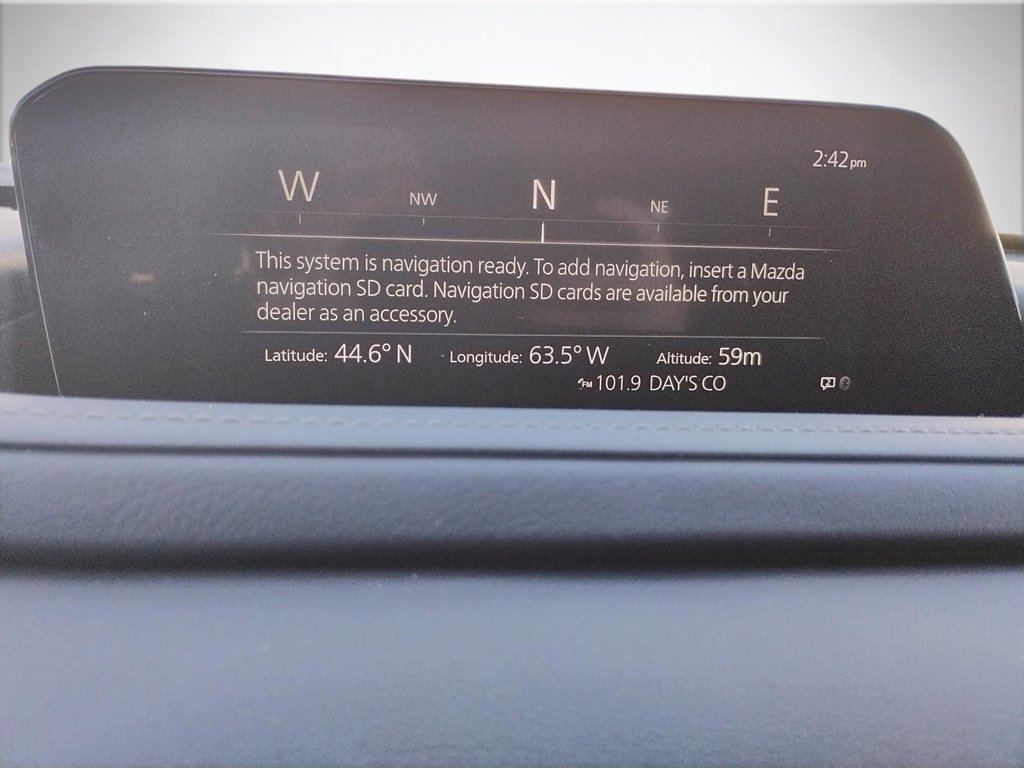 2:42pm
W NW N NE E
This system is navigation ready. To add navigation, insert a Mazda
navigation SD card. Navigation SD cards are available from your
dealer as an accessory.
Latitude: 44.6° N Longitude: 63.5° W Altitude: 59m
FM 101.9 DAY'S CO